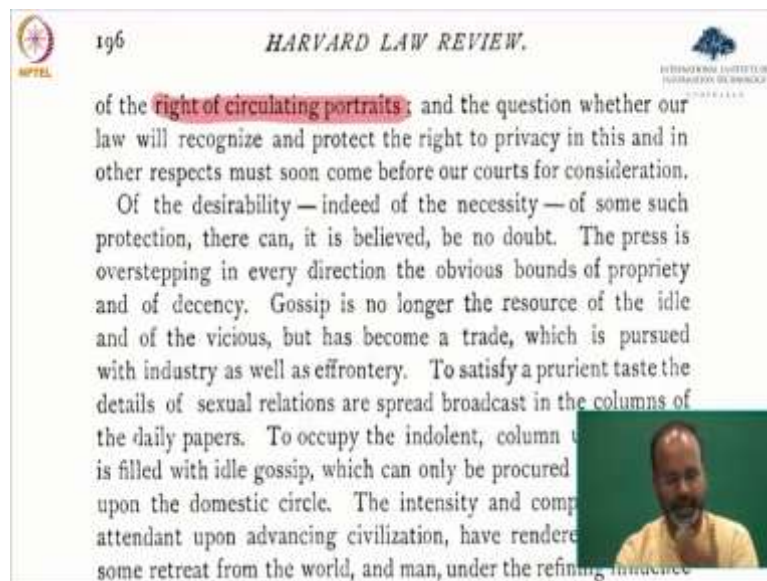 NPTEL
196
HARVARD LAW REVIEW.
INTERNATIONAL INSTITUTE OF
INFORMATION TECHNOLOGY
of the right of circulating portraits ; and the question whether our
law will recognize and protect the right to privacy in this and in
other respects must soon come before our courts for consideration.
Of the desirability — indeed of the necessity — of some such
protection, there can, it is believed, be no doubt. The press is
overstepping in every direction the obvious bounds of propriety
and of decency. Gossip is no longer the resource of the idle
and of the vicious, but has become a trade, which is pursued
with industry as well as effrontery. To satisfy a prurient taste the
details of sexual relations are spread broadcast in the columns of
the daily papers. To occupy the indolent, column
is filled with idle gossip, which can only be procured
upon the domestic circle. The intensity and
attendant upon advancing civilization, have
some retreat from the world, and man, under the refining influence